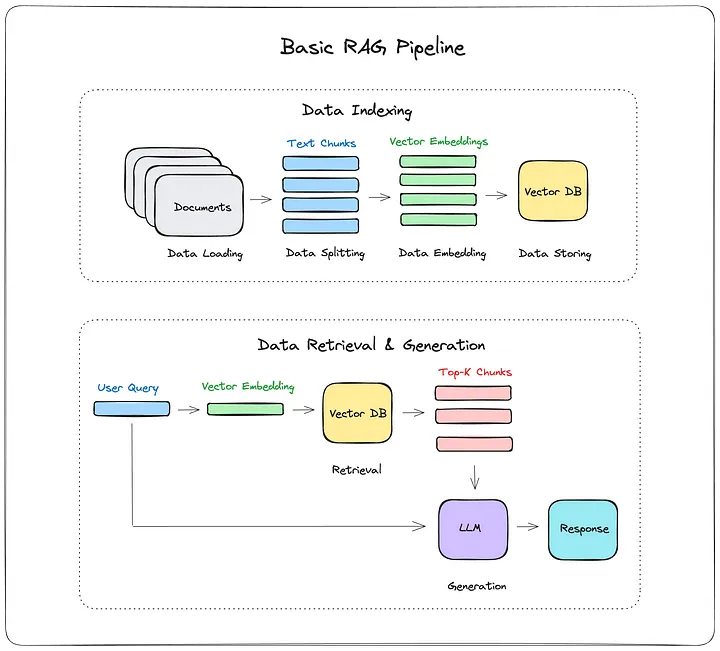 Basic RAG Pipeline
Data Indexing
Text Chunks
Vector Embeddings
Documents
Vector DB
Data Loading
Data Splitting
Data Embedding
Data Storing
Data Retrieval & Generation
Top-K Chunks
User Query
Vector Embedding
Vector DB
Retrieval
LLM
Response
Generation